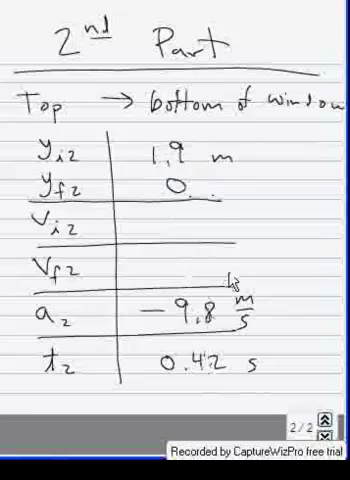 2nd Part
Top → bottom of window
yi2 1.9 m
yf2 0..
vi2
vf2
a2 -9.8 m/s
t2 0.42 s
2/2
Recorded by CaptureWizPro free trial